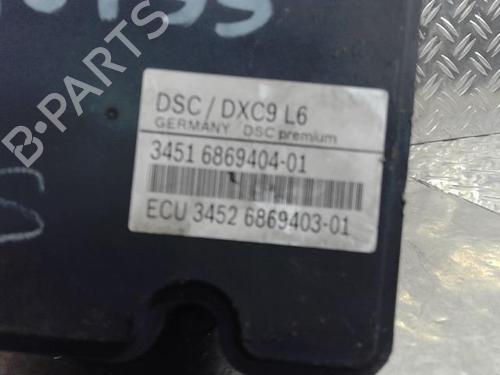 DSC / DXC9 L6
GERMANY DSC premium
3451 6869404-01
ECU 3452 6869403-01
B-PARTS